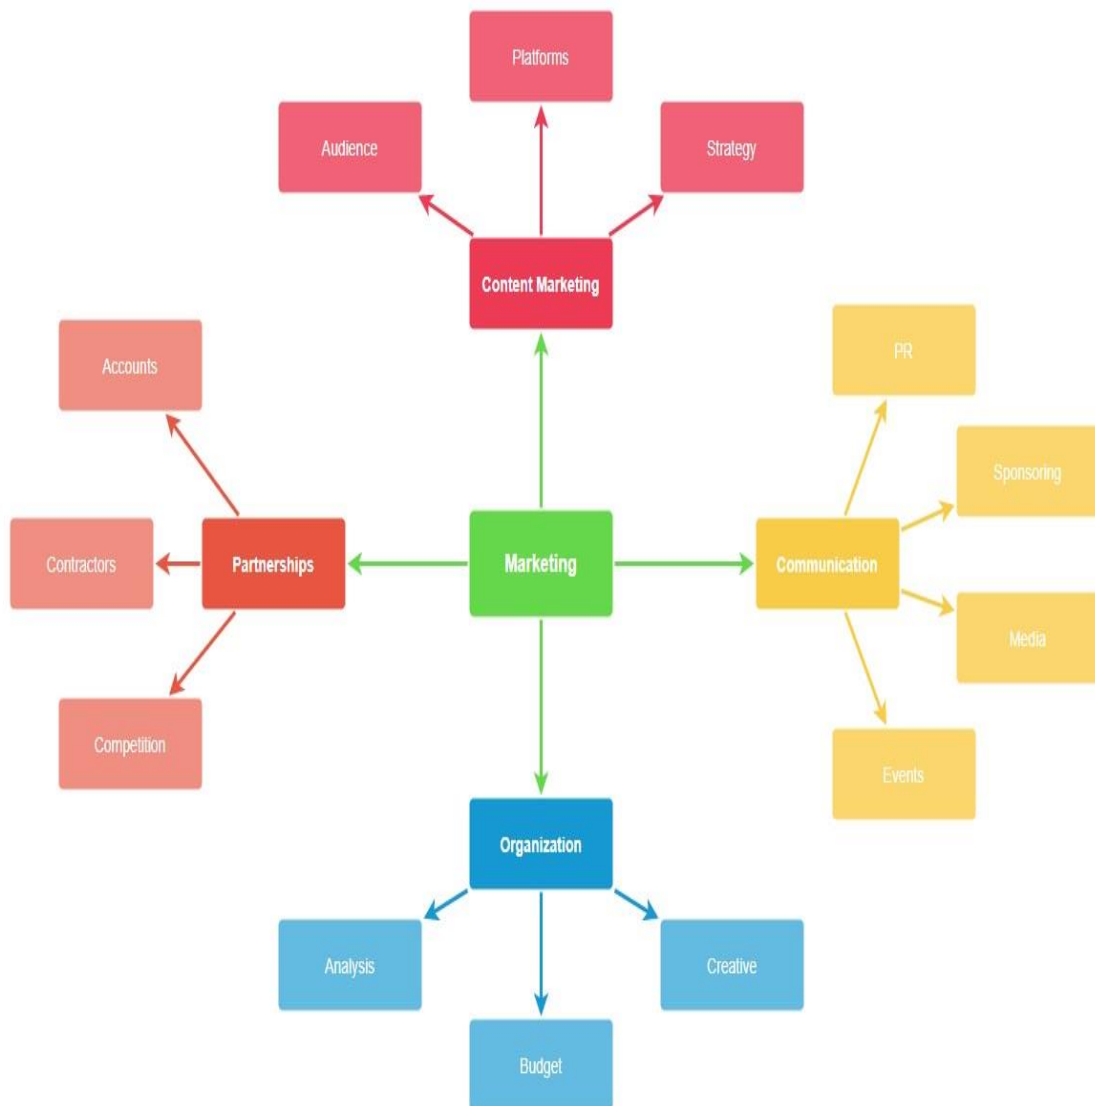 Platforms
Audience
Strategy
Content Marketing
PR
Accounts
Sponsoring
Contractors
Partnerships
Marketing
Communication
Media
Competition
Events
Organization
Analysis
Creative
Budget